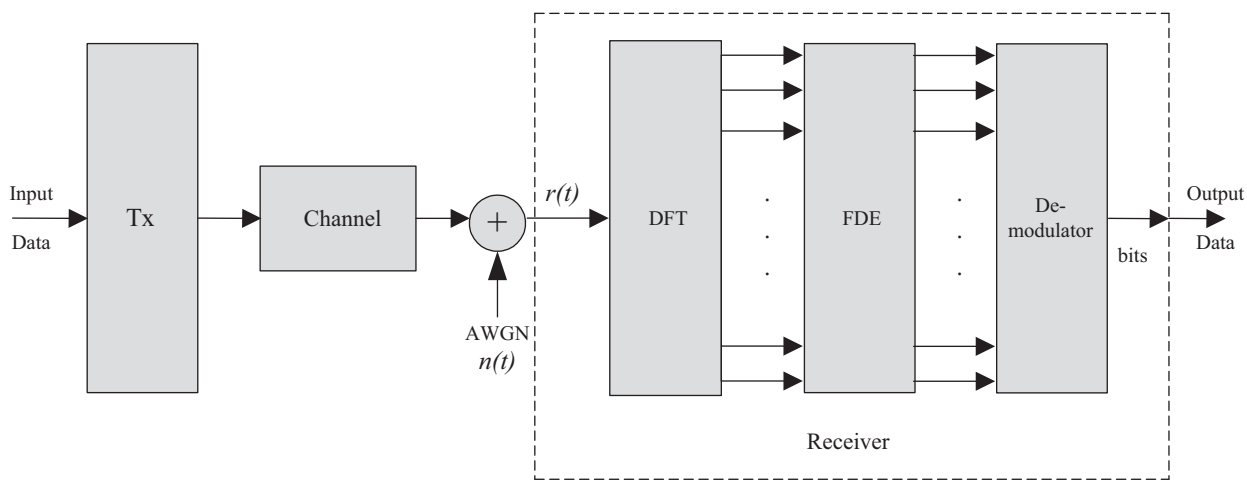 Input
Data
Tx
Channel
+
AWGN
n(t)
r(t)
DFT
FDE
De-
modulator
bits
Output
Data
Receiver